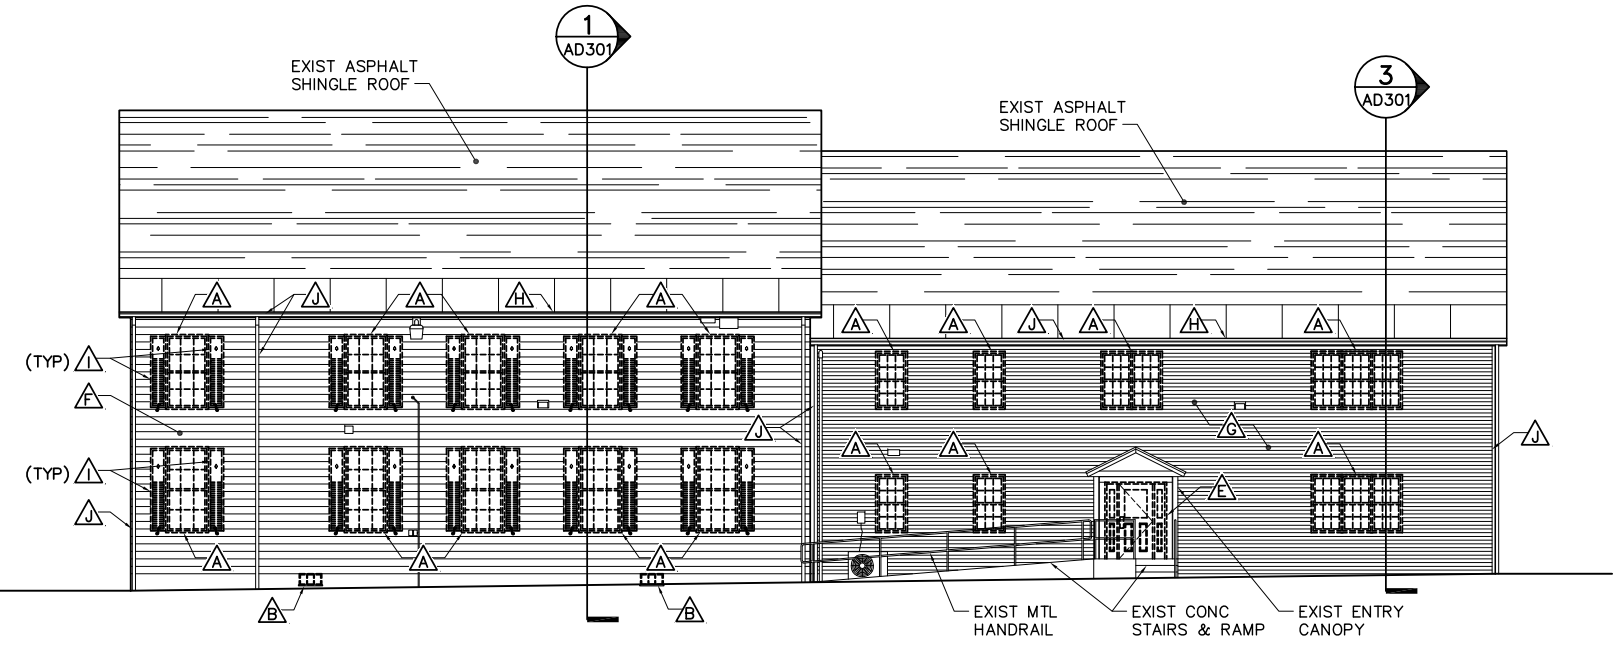 1
AD301
EXIST ASPHALT
SHINGLE ROOF
3
AD301
EXIST ASPHALT
SHINGLE ROOF
A
J
A
H
A
A
A
J
A
H
A
(TYP) I
F
J
G
J
A
A
A
(TYP) I
E
J
A
A
A
B
B
EXIST MTL
HANDRAIL
EXIST CONC
STAIRS & RAMP
EXIST ENTRY
CANOPY